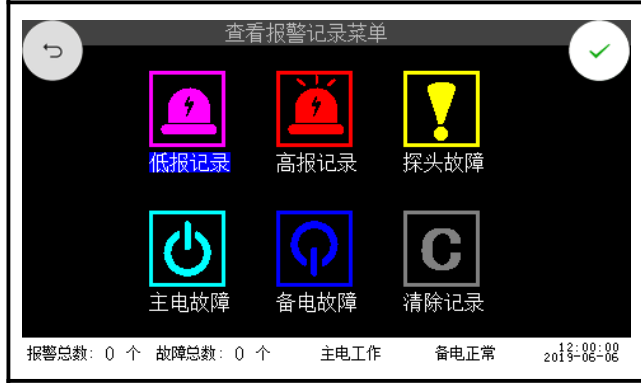 查看报警记录菜单
低报记录 高报记录 探头故障
C
主电故障 备电故障 清除记录
报警总数: 0 个 故障总数: 0 个 主电工作 备电正常 12:00:00
2019-06-06